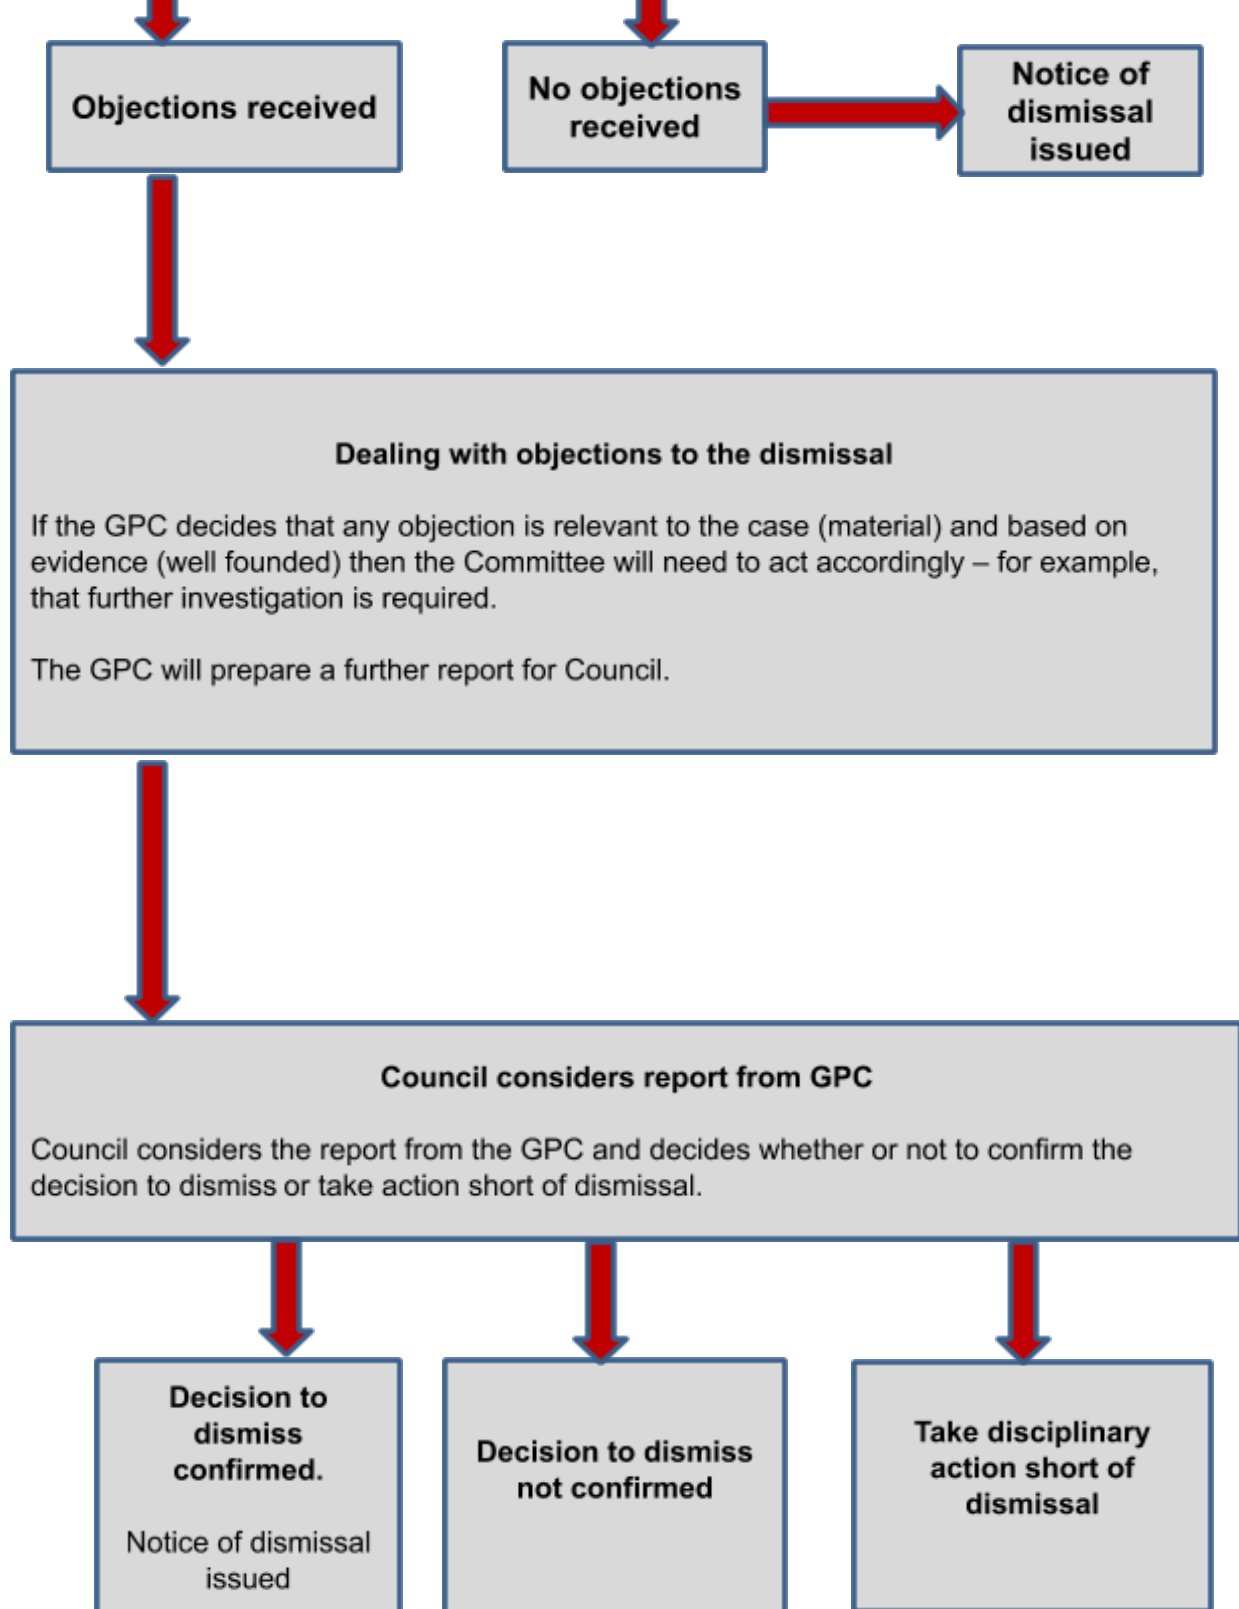 Objections received
No objections
received
Notice of
dismissal
issued
Dealing with objections to the dismissal
If the GPC decides that any objection is relevant to the case (material) and based on
evidence (well founded) then the Committee will need to act accordingly – for example,
that further investigation is required.
The GPC will prepare a further report for Council.
Council considers report from GPC
Council considers the report from the GPC and decides whether or not to confirm the
decision to dismiss or take action short of dismissal.
Decision to
dismiss
confirmed.
Notice of dismissal
issued
Decision to dismiss
not confirmed
Take disciplinary
action short of
dismissal